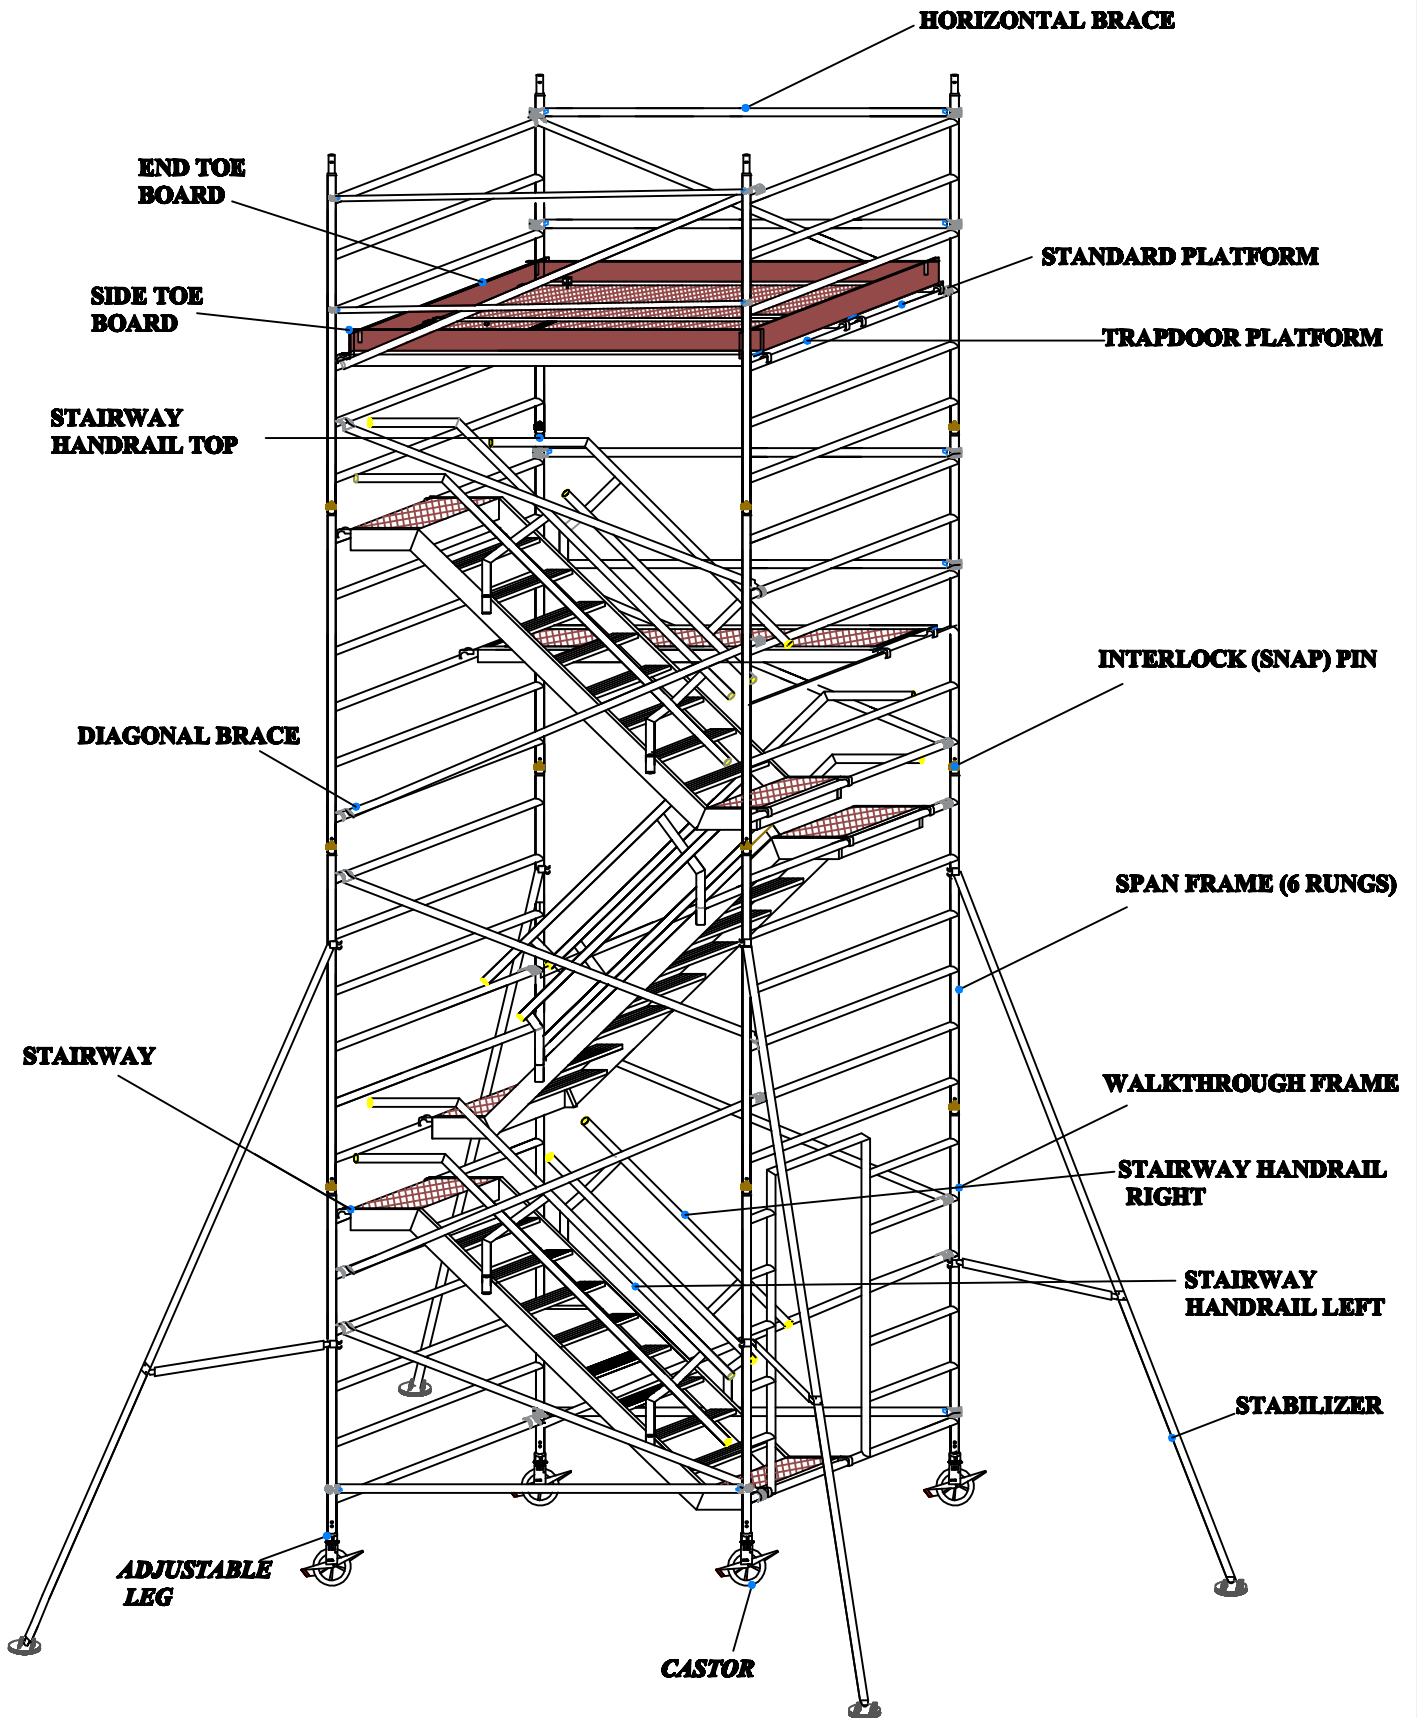 HORIZONTAL BRACE
END TOE
BOARD
STANDARD PLATFORM
SIDE TOE
BOARD
TRAPDOOR PLATFORM
STAIRWAY
HANDRAIL TOP
INTERLOCK (SNAP) PIN
DIAGONAL BRACE
SPAN FRAME (6 RUNGS)
STAIRWAY
WALKTHROUGH FRAME
STAIRWAY HANDRAIL
RIGHT
STAIRWAY
HANDRAIL LEFT
STABILIZER
ADJUSTABLE
LEG
CASTOR